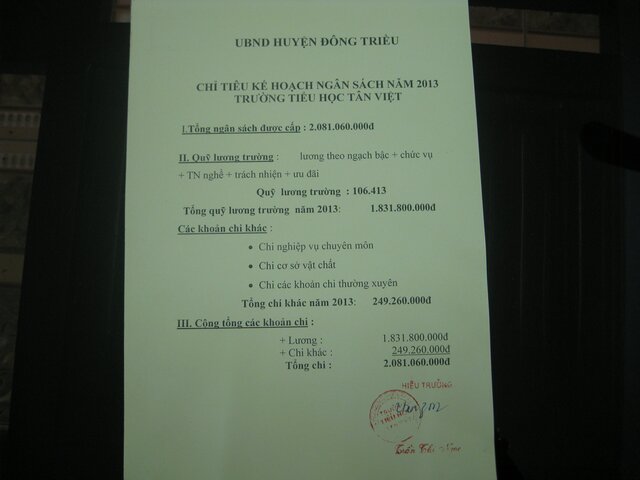 UBND HUYỆN ĐÔNG TRIỀU
CHỈ TIÊU KẾ HOẠCH NGÂN SÁCH NĂM 2013
TRƯỜNG TIỂU HỌC TÂN VIỆT
I.Tổng ngân sách được cấp : 2.081.060.000đ
II. Quỹ lương trường : lương theo ngạch bậc + chức vụ
+ TN nghề + trách nhiện + ưu đãi
Quỹ lương trường : 106.413
Tổng quỹ lương trường năm 2013: 1.831.800.000đ
Các khoản chi khác :
• Chi nghiệp vụ chuyên môn
• Chi cơ sở vật chất
• Chi các khoản chi thường xuyên
Tổng chi khác năm 2013: 249.260.000đ
III. Cộng tổng các khoản chi :
+ Lương : 1.831.800.000đ
+ Chi khác : 249.260.000đ
Tổng chi : 2.081.060.000đ
HIỆU TRƯỞNG
TIỂU HỌC
Trần Thị